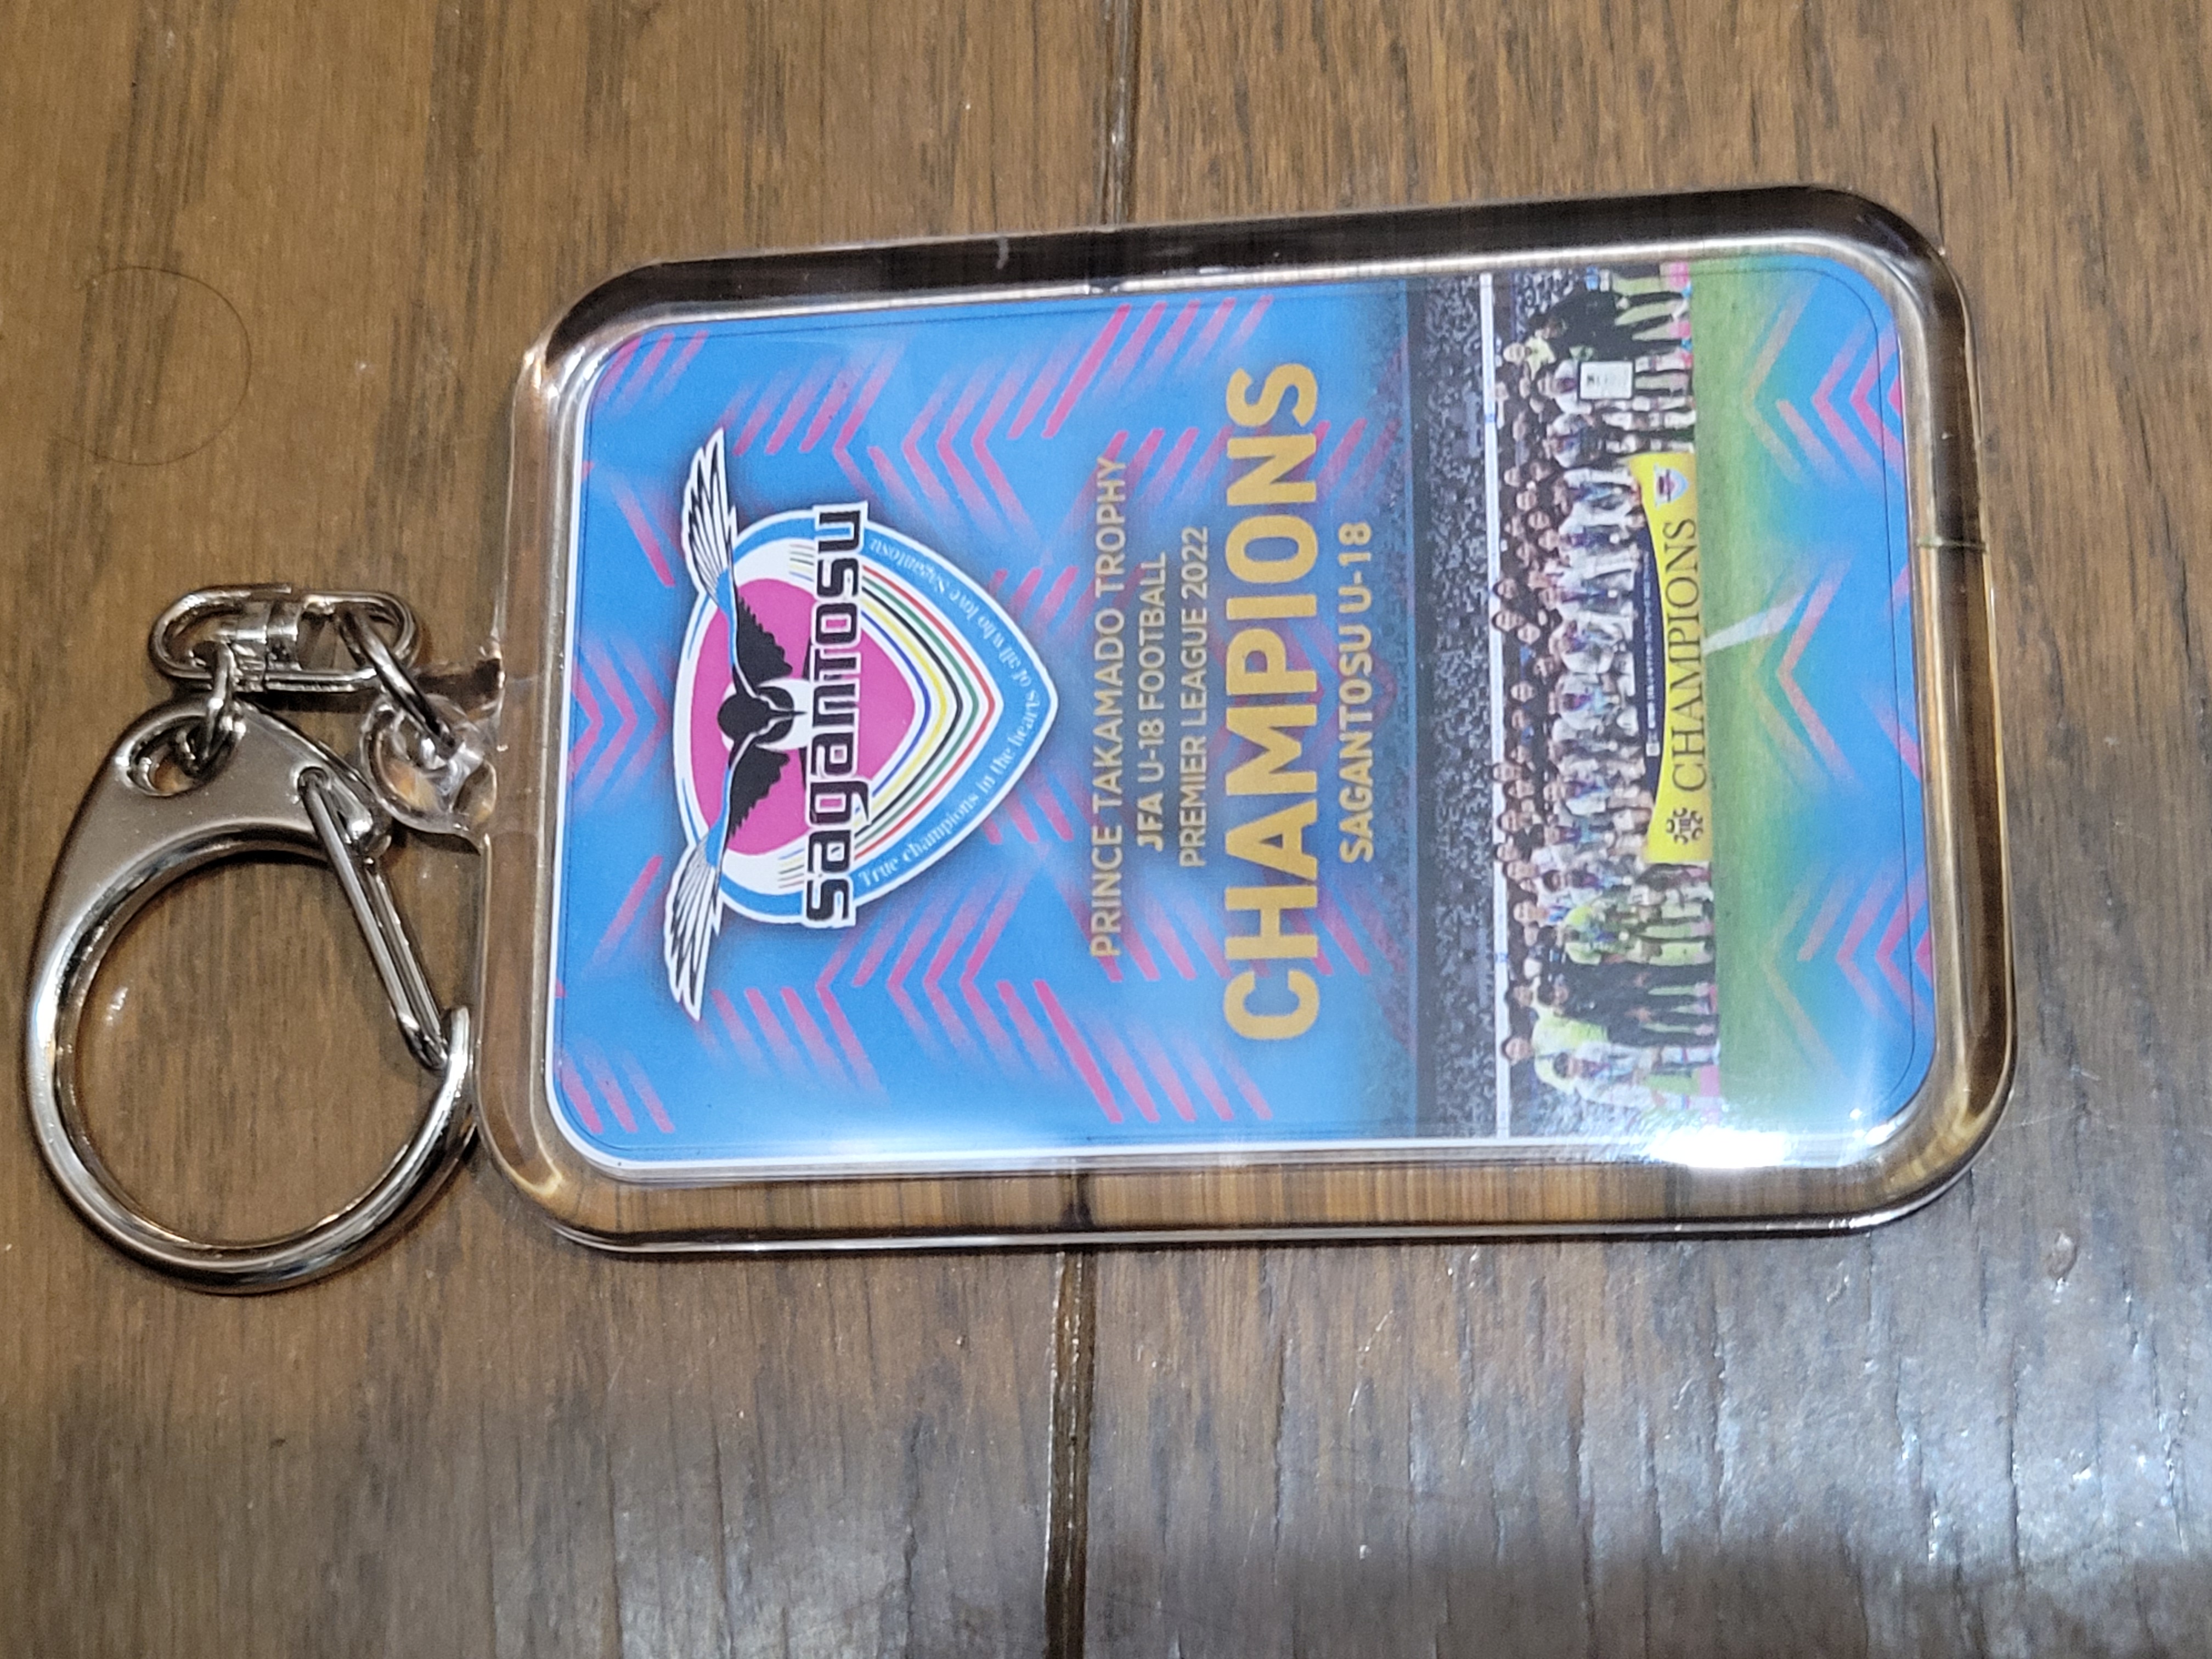 sagantosu
True champions in the hearts of all who love Sagantosu
PRINCE TAKAMADO TROPHY
JFA U-18 FOOTBALL
PREMIER LEAGUE 2022
CHAMPIONS
SAGANTOSU U-18
CHAMPIONS